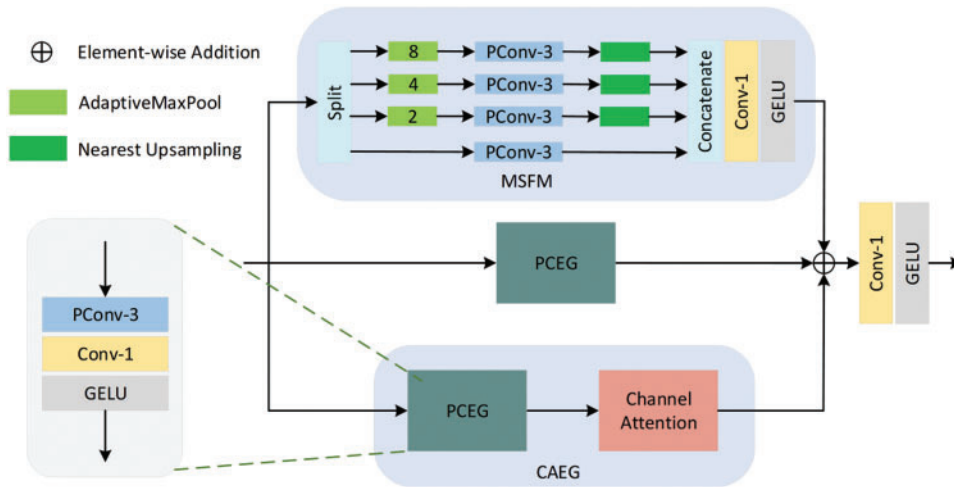 Element-wise Addition
AdaptiveMaxPool
Nearest Upsampling
Split
8
PConv-3
4
PConv-3
2
PConv-3
PConv-3
Concatenate
Conv-1
GELU
MSFM
PCEG
Conv-1
GELU
PConv-3
Conv-1
GELU
PCEG
Channel
Attention
CAEG